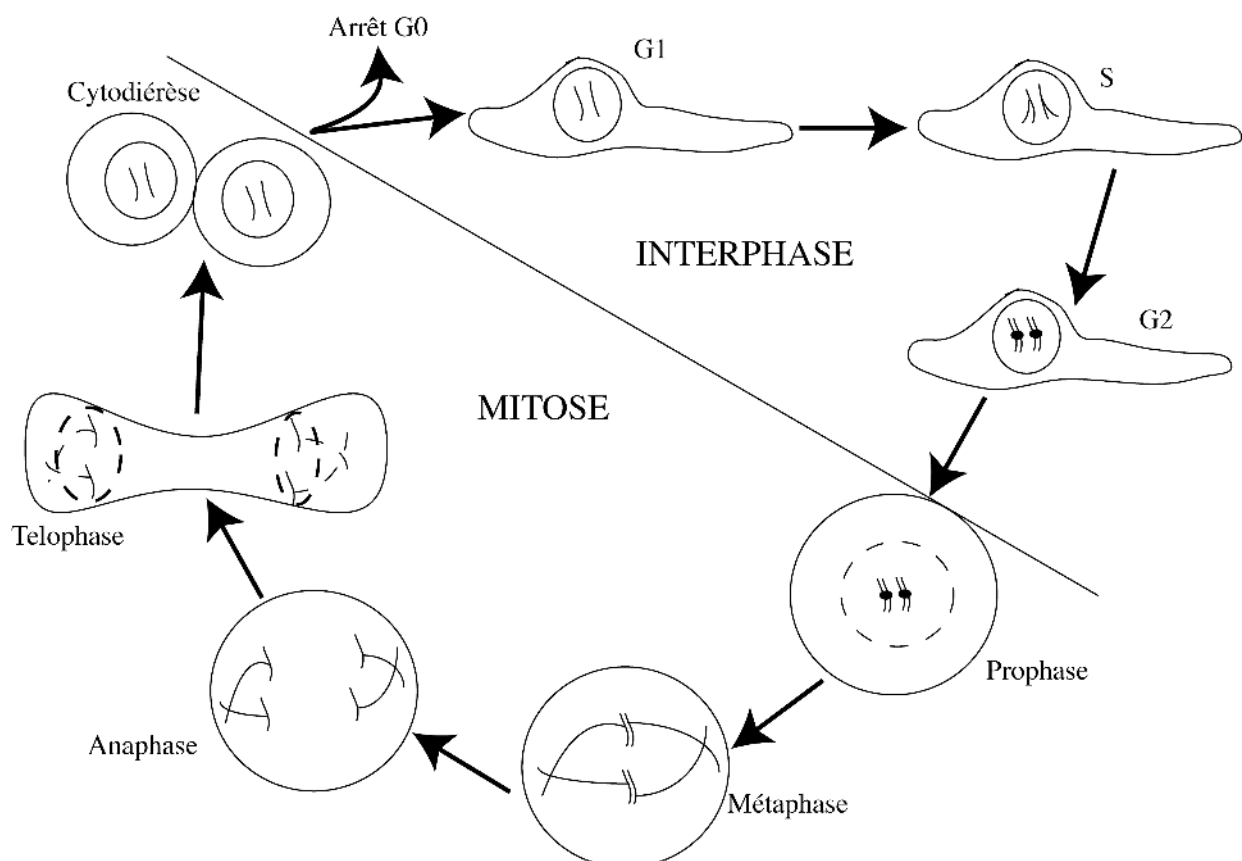 Arrêt G0
G1
S
Cytodiérèse
INTERPHASE
G2
MITOSE
Telophase
Prophase
Anaphase
Métaphase